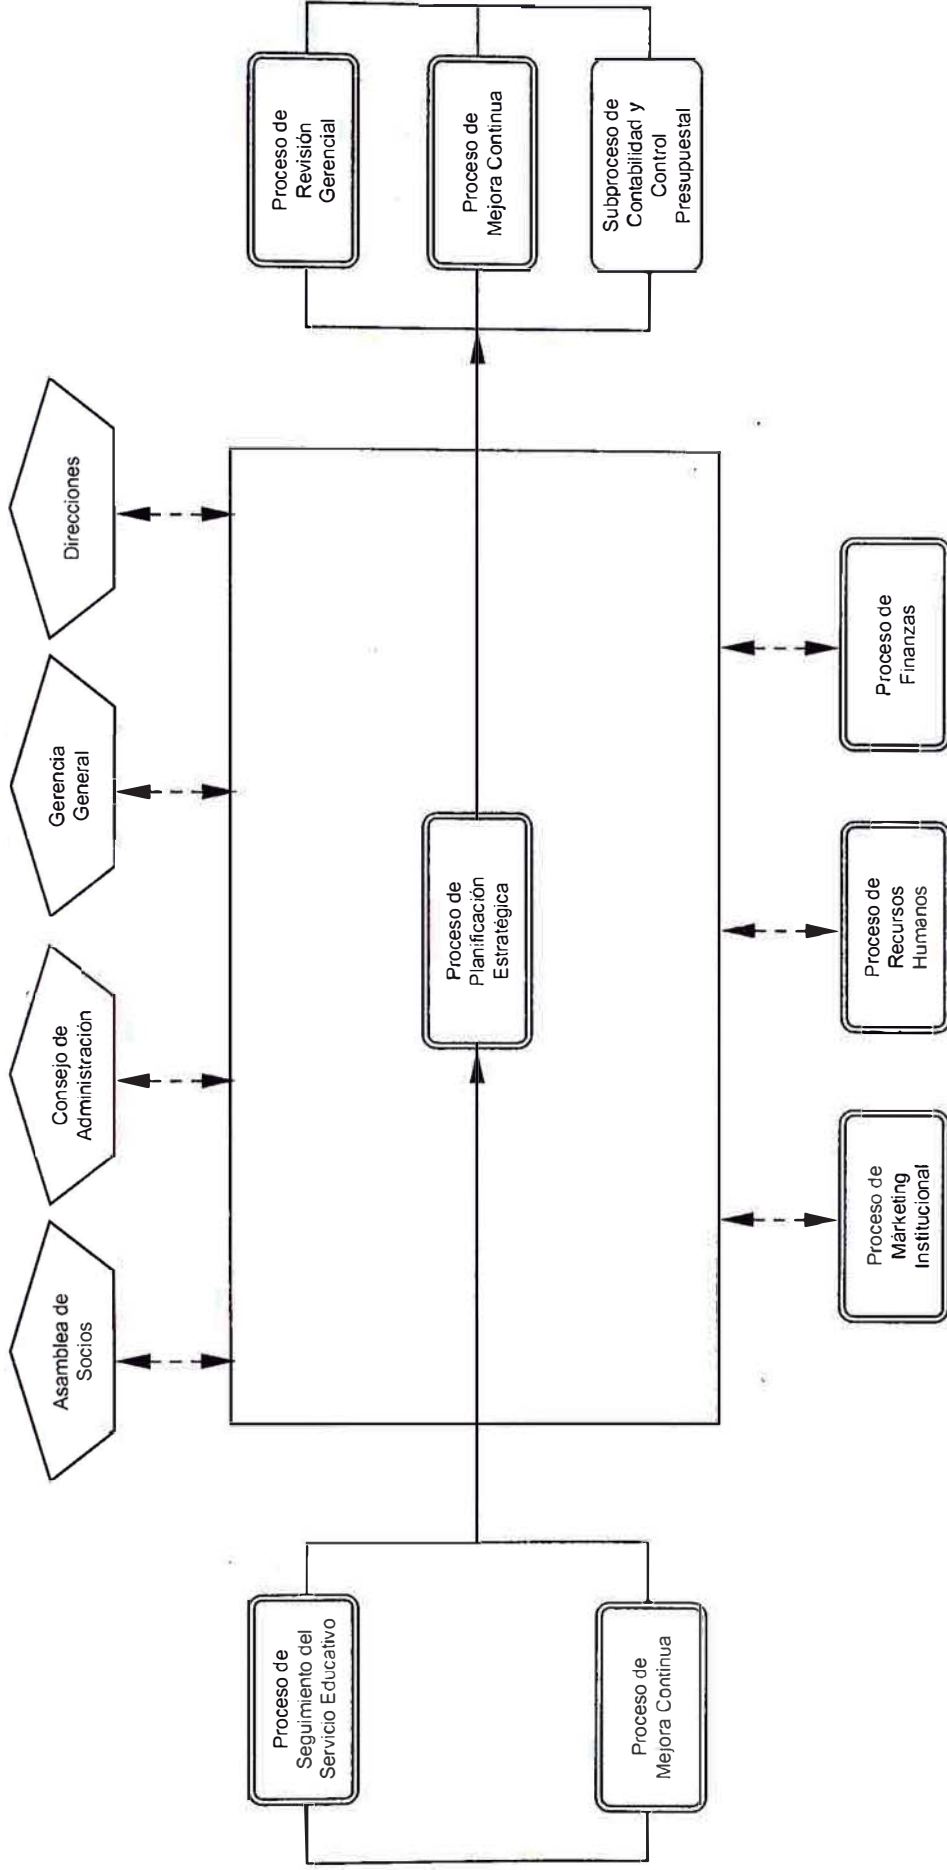 Asamblea de
Socios
Consejo de
Administración
Gerencia
General
Direcciones
Proceso de
Seguimiento del
Servicio Educativo
Proceso de
Mejora Continua
Proceso de
Planificación
Estratégica
Proceso de
Revisión
Gerencial
Proceso de
Mejora Continua
Subproceso de
Contabilidad y
Control
Presupuestal
Proceso de
Márketing
Institucional
Proceso de
Recursos
Humanos
Proceso de
Finanzas